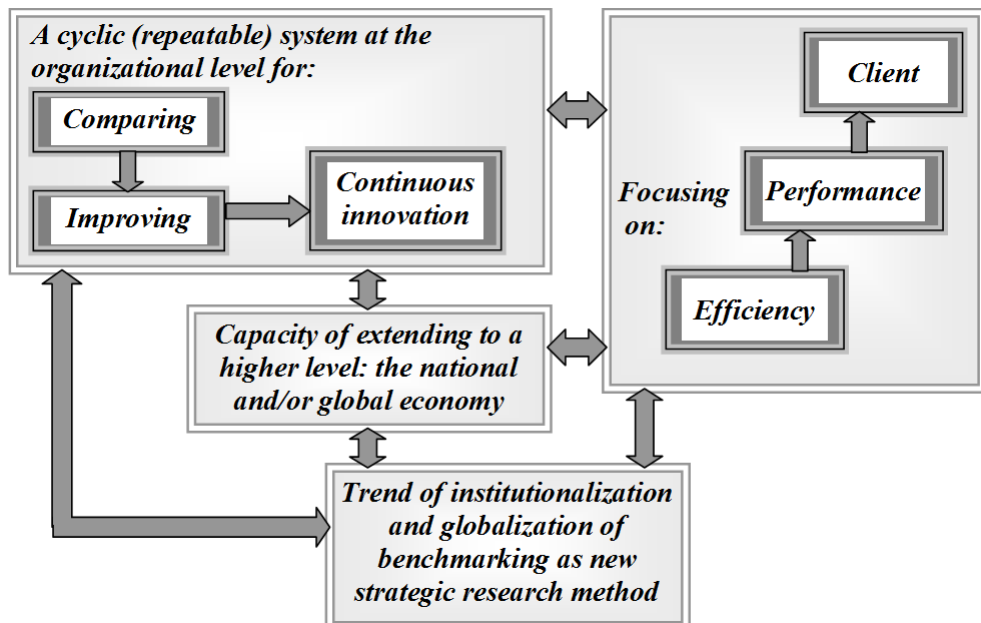 A cyclic (repeatable) system at the
organizational level for:
Comparing
Improving
Continuous
innovation
Focusing
on:
Client
Performance
Efficiency
Capacity of extending to a
higher level: the national
and/or global economy
Trend of institutionalization
and globalization of
benchmarking as new
strategic research method